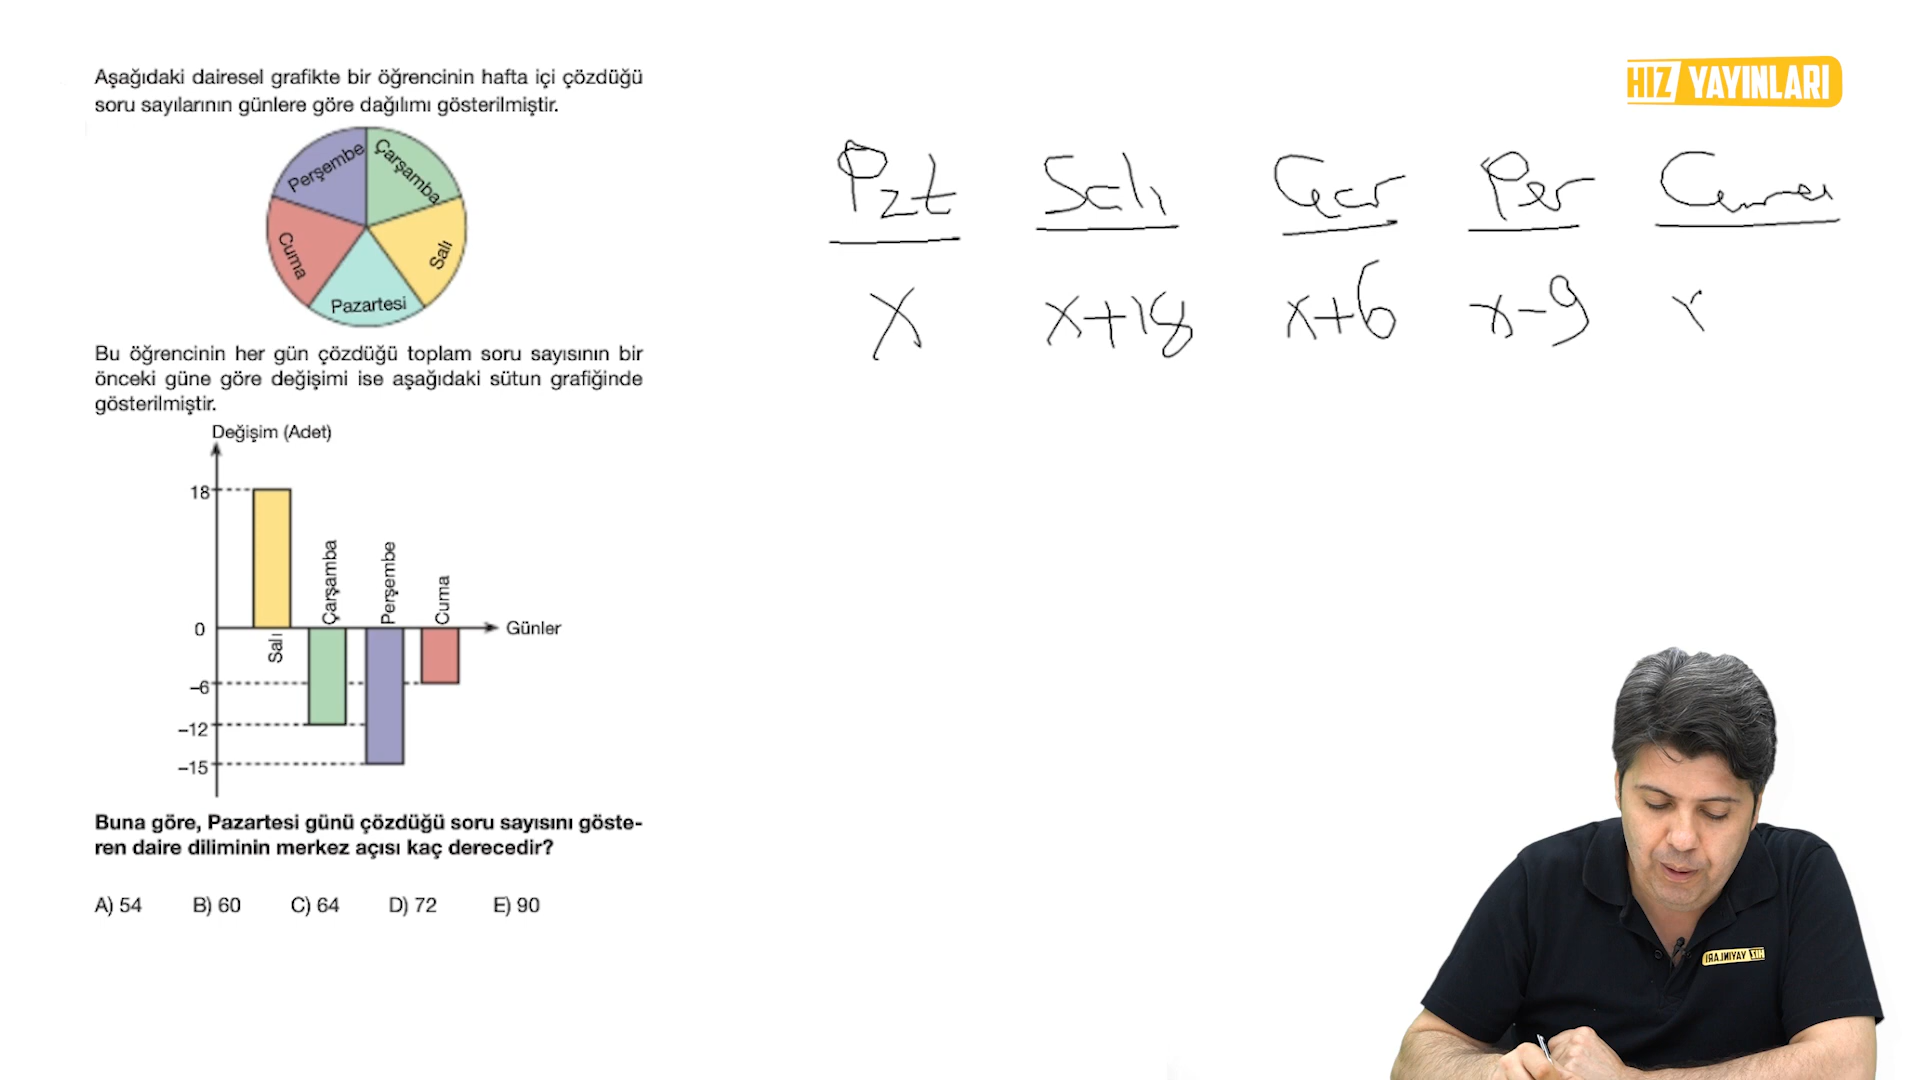 Aşağıdaki dairesel grafikte bir öğrencinin hafta içi çözdüğü
soru sayılarının günlere göre dağılımı gösterilmiştir.
Perşembe
Çarşamba
Cuma
Salı
Pazartesi
Bu öğrencinin her gün çözdüğü toplam soru sayısının bir
önceki güne göre değişimi ise aşağıdaki sütun grafiğinde
gösterilmiştir.
Değişim (Adet)
18
Çarşamba
Perşembe
Cuma
0
Günler
Salı
–6
–12
–15
Buna göre, Pazartesi günü çözdüğü soru sayısını göste-
ren daire diliminin merkez açısı kaç derecedir?
A) 54 B) 60 C) 64 D) 72 E) 90
HIZ YAYINLARI
Pzt Salı Çar Per Cuma
x x+18 x+6 x-9 x
HIZ YAYINLARI